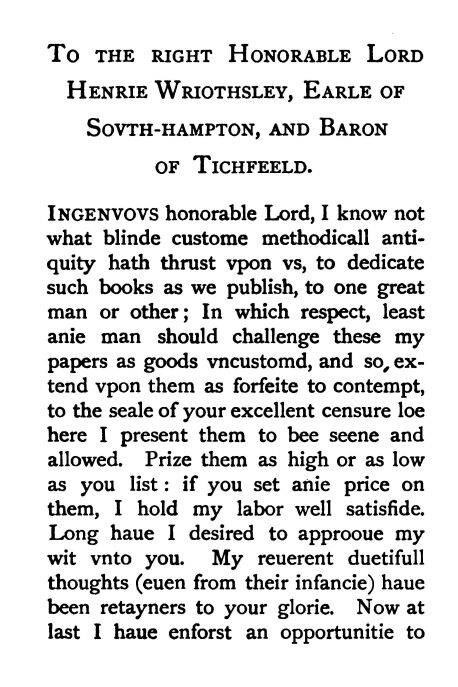 To the right Honorable Lord
Henrie Wriothsley, Earle of
Sovth-hampton, and Baron
of Tichfeeld.
Ingenvovs honorable Lord, I know not
what blinde custome methodicall anti-
quity hath thrust vpon vs, to dedicate
such books as we publish, to one great
man or other; In which respect, least
anie man should challenge these my
papers as goods vncustomd, and so, ex-
tend vpon them as forfeite to contempt,
to the seale of your excellent censure loe
here I present them to bee seene and
allowed. Prize them as high or as low
as you list: if you set anie price on
them, I hold my labor well satisfide.
Long haue I desired to approoue my
wit vnto you. My reuerent duetifull
thoughts (euen from their infancie) haue
been retayners to your glorie. Now at
last I haue enforst an opportunitie to